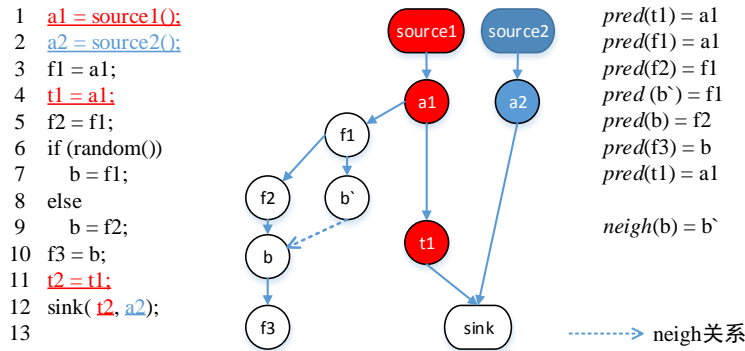 1 a1 = source1();
2 a2 = source2();
3 f1 = a1;
4 t1 = a1;
5 f2 = f1;
6 if (random())
7 b = f1;
8 else
9 b = f2;
10 f3 = b;
11 t2 = t1;
12 sink( t2, a2);
13
source1 source2
a1 a2
f1
f2 b`
b t1
f3 sink
pred(t1) = a1
pred(f1) = a1
pred(f2) = f1
pred (b`) = f1
pred(b) = f2
pred(f3) = b
pred(t1) = a1
neigh(b) = b`
neigh关系